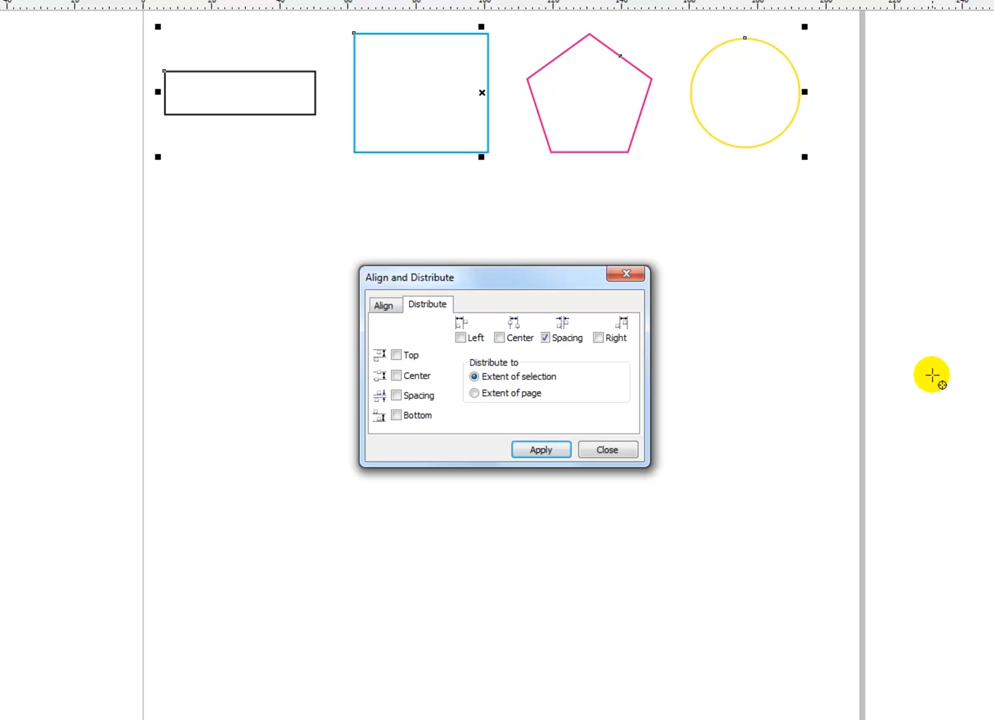 Align and Distribute
Align Distribute
Left Center Spacing Right
Top
Distribute to
Center Extent of selection
Spacing Extent of page
Bottom
Apply Close